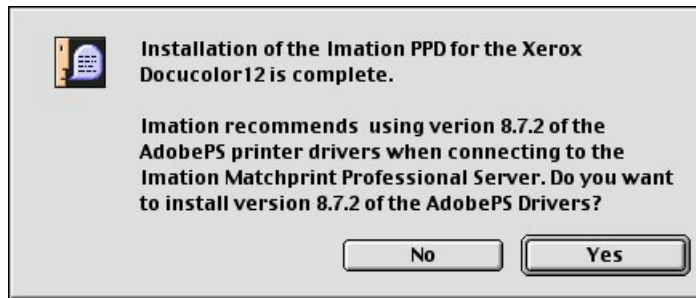 Installation of the Imation PPD for the Xerox
Docucolor12 is complete.
Imation recommends  using verion 8.7.2 of the
AdobePS printer drivers when connecting to the
Imation Matchprint Professional Server. Do you want
to install version 8.7.2 of the AdobePS Drivers?
No
Yes